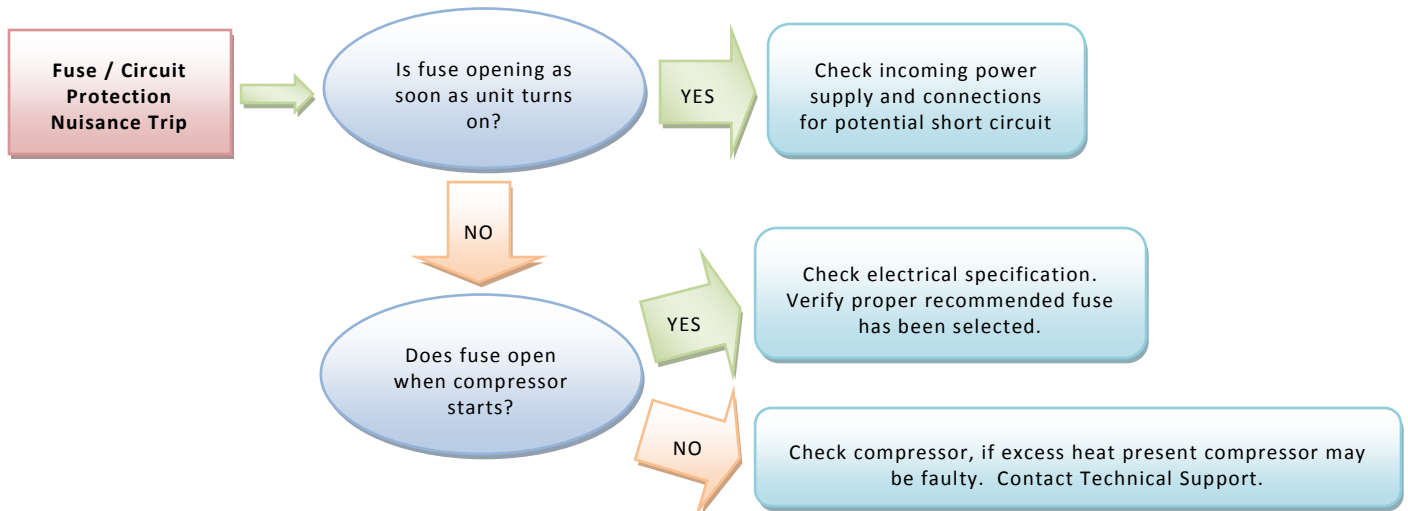 Fuse / Circuit
Protection
Nuisance Trip
Is fuse opening as
soon as unit turns
on?
YES
Check incoming power
supply and connections
for potential short circuit
NO
Does fuse open
when compressor
starts?
YES
Check electrical specification.
Verify proper recommended fuse
has been selected.
NO
Check compressor, if excess heat present compressor may
be faulty. Contact Technical Support.